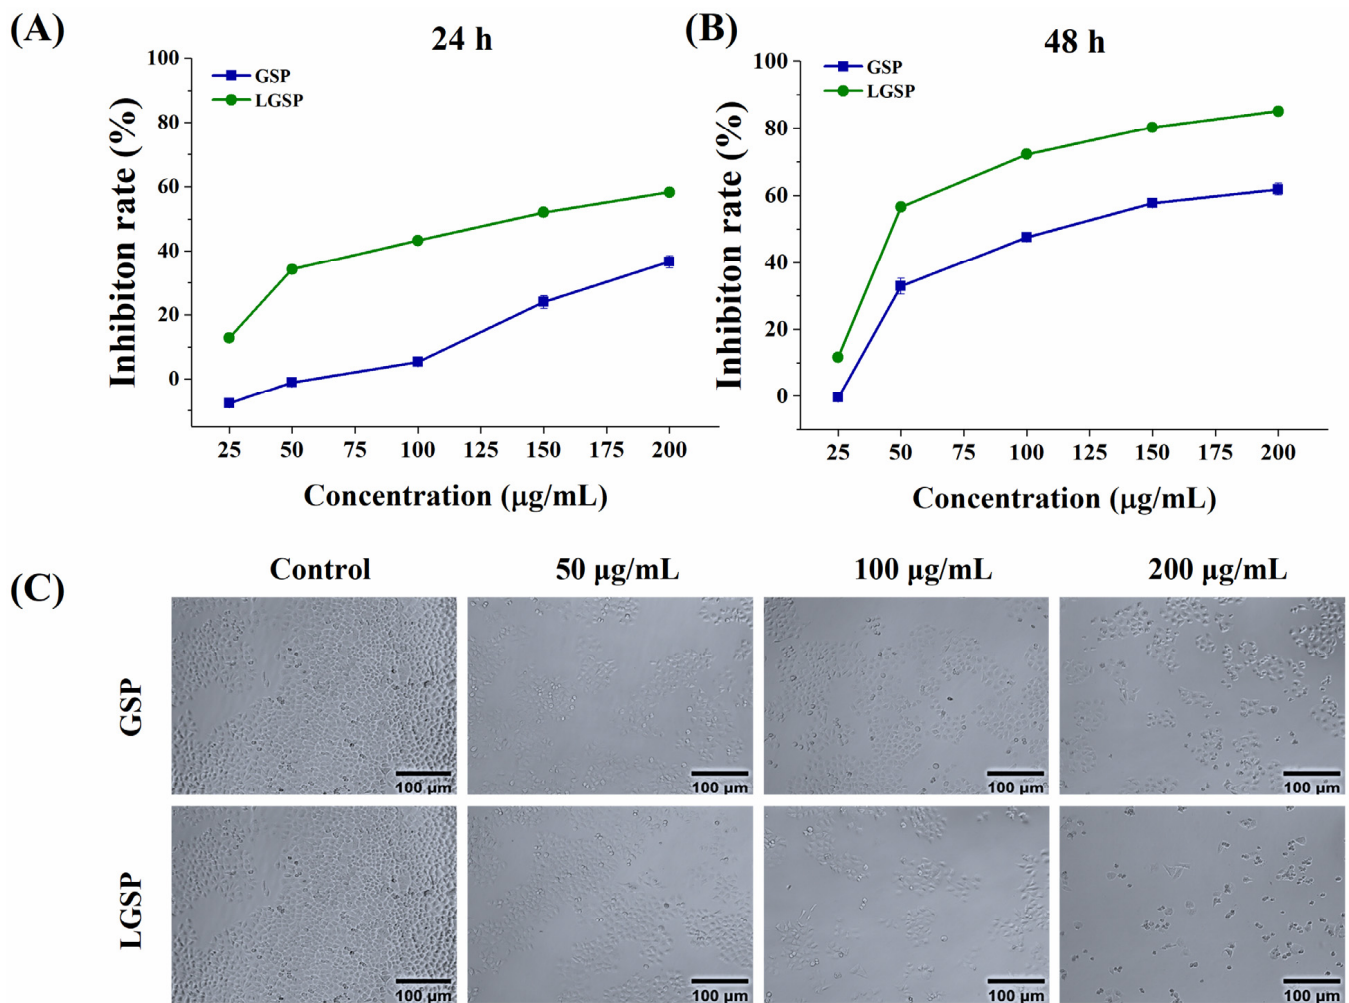 (A)
24 h
GSP
LGSP
Inhibiton rate (%)
100
80
60
40
20
0
25 50 75 100 125 150 175 200
Concentration (μg/mL)
(B)
48 h
GSP
LGSP
Inhibiton rate (%)
100
80
60
40
20
0
25 50 75 100 125 150 175 200
Concentration (μg/mL)
(C)
Control 50 μg/mL 100 μg/mL 200 μg/mL
GSP
100 μm 100 μm 100 μm 100 μm
LGSP
100 μm 100 μm 100 μm 100 μm